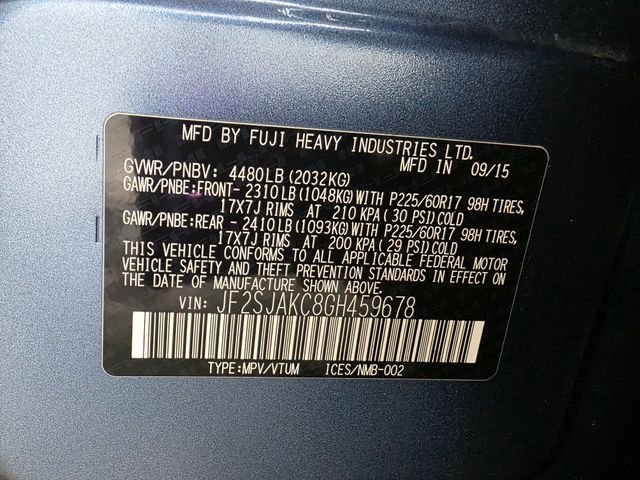 MFD BY FUJI HEAVY INDUSTRIES LTD.
MFD IN 09/15
GVWR/PNBV: 4480LB(2032KG)
GAWR/PNBE:FRONT- 2310LB(1048KG)WITH P225/60R17 98H TIRES,
17X7J RIMS AT 210 KPA( 30 PSI)COLD
GAWR/PNBE:REAR - 2410LB(1093KG)WITH P225/60R17 98H TIRES,
17X7J RIMS AT 200 KPA( 29 PSI)COLD
THIS VEHICLE CONFORMS TO ALL APPLICABLE FEDERAL MOTOR
VEHICLE SAFETY AND THEFT PREVENTION STANDARDS IN EFFECT ON
THE DATE OF MANUFACTURE SHOWN ABOVE.
VIN: JF2SJAKC8GH459678
TYPE:MPV/VTUM ICES/NMB-002